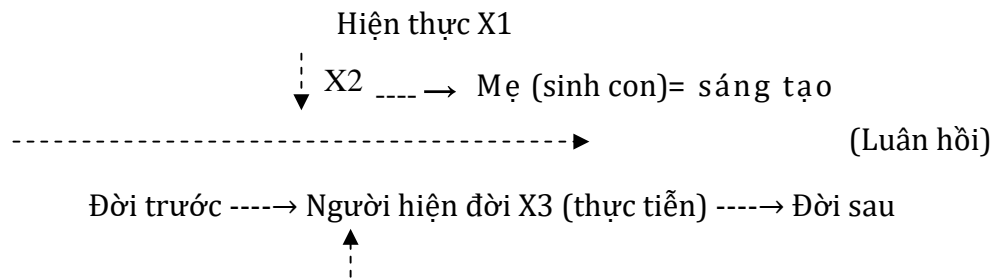 Hiện thực X1
X2 ----→ Mẹ (sinh con)= sáng tạo
(Luân hồi)
Đời trước ----→ Người hiện đời X3 (thực tiễn) ----→ Đời sau